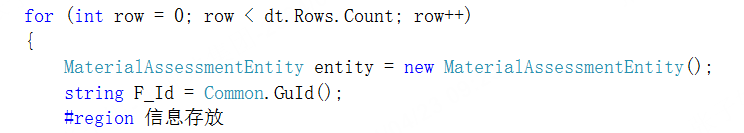 for (int row = 0; row < dt.Rows.Count; row++)
{
MaterialAssessmentEntity entity = new MaterialAssessmentEntity();
string F_Id = Common.GuId();
#region 信息存放